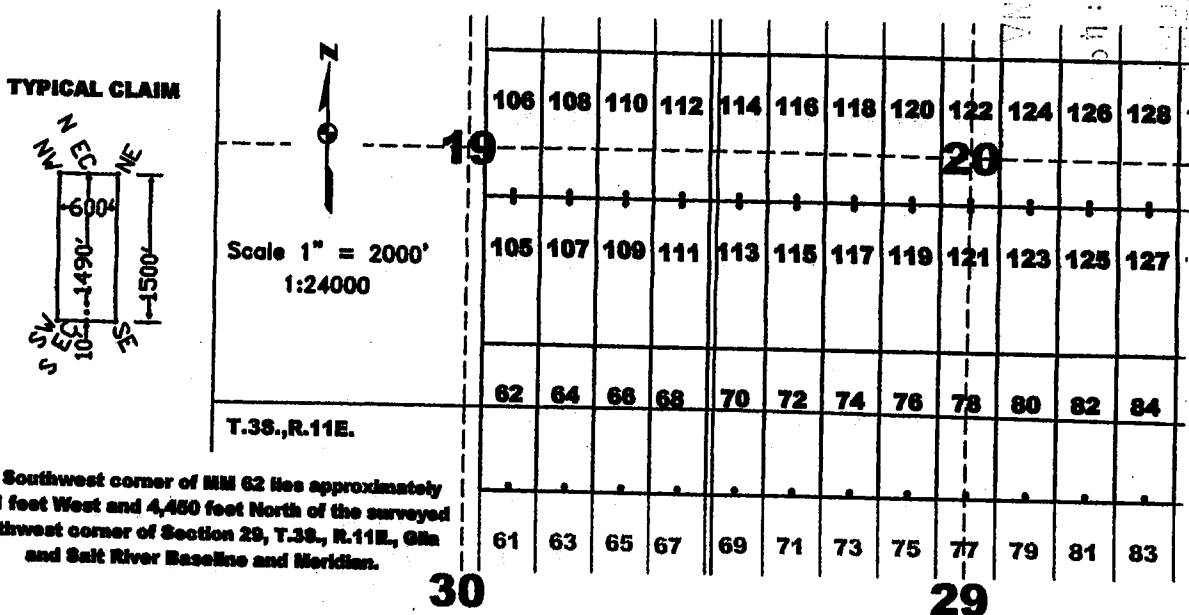 TYPICAL CLAIM
N EC
NW NE
600'
1490'
1500'
SW SE
S EC
10'
N
Scale 1" = 2000'
1:24000
T.3S.,R.11E.
19
20
106 108 110 112 114 116 118 120 122 124 126 128
105 107 109 111 113 115 117 119 121 123 125 127
62 64 66 68 70 72 74 76 78 80 82 84
61 63 65 67 69 71 73 75 77 79 81 83
30
29
Southwest corner of MM 62 lies approximately
feet West and 4,450 feet North of the surveyed
corner of Section 29, T.3S., R.11E., Gila
and Salt River Baseline and Meridian.